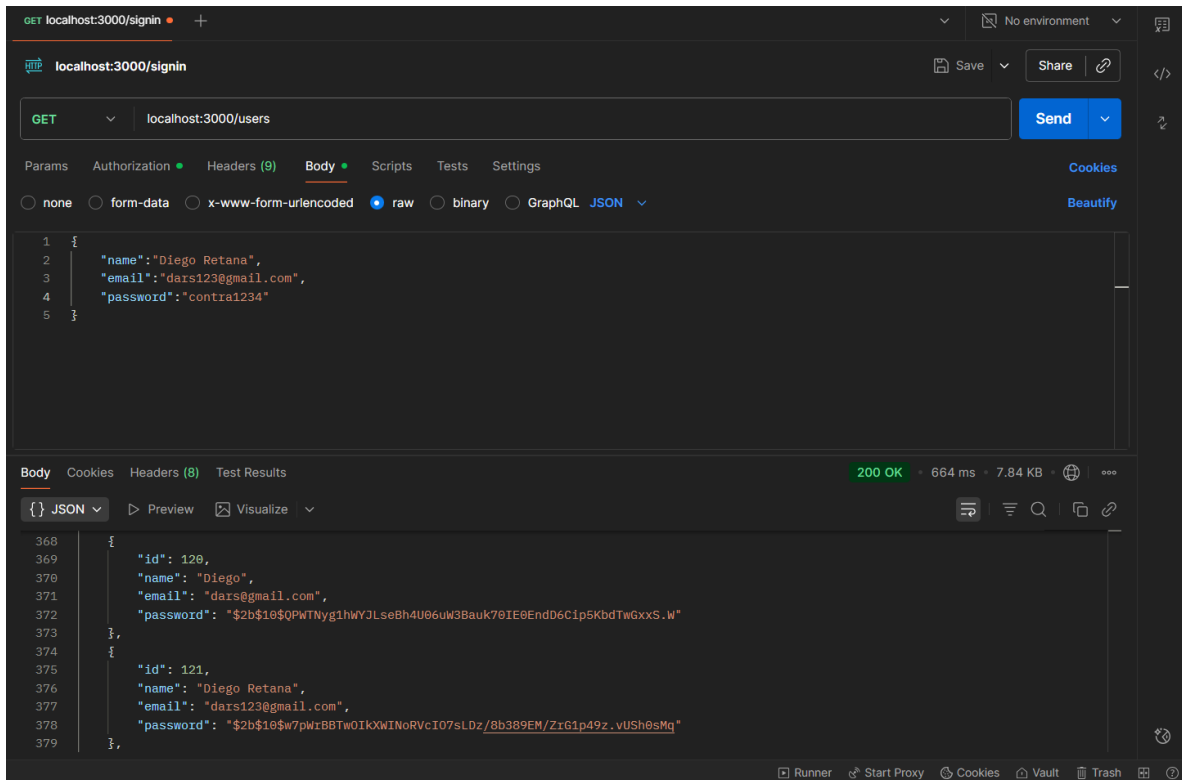 GET localhost:3000/signin
No environment
HTTP localhost:3000/signin
Save
Share
GET localhost:3000/users
Send
Params Authorization Headers (9) Body Scripts Tests Settings
Cookies
none form-data x-www-form-urlencoded raw binary GraphQL JSON
Beautify
1 {
2 "name":"Diego Retana",
3 "email":"dars123@gmail.com",
4 "password":"contra1234"
5 }
Body Cookies Headers (8) Test Results
200 OK 664 ms 7.84 KB
{} JSON Preview Visualize
368 {
369 "id": 120,
370 "name": "Diego",
371 "email": "dars@gmail.com",
372 "password": "$2b$10$QPWTNyg1hWYJLseBh4U06uW3Bauk70IE0EndD6Cip5KbdTwGxxS.W"
373 },
374 {
375 "id": 121,
376 "name": "Diego Retana",
377 "email": "dars123@gmail.com",
378 "password": "$2b$10$w7pWrBBTwOIkXWINoRVcIO7sLDz/8b389EM/ZrG1p49z.vUSh0sMq"
379 },
Runner Start Proxy Cookies Vault Trash